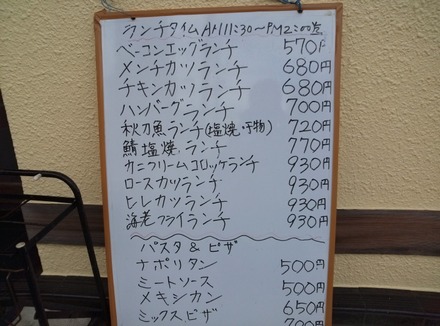 ランチタイム AM11:30〜PM2:00迄
ベーコンエッグランチ 570円
メンチカツランチ 680円
チキンカツランチ 680円
ハンバーグランチ 700円
秋刀魚ランチ(塩焼・干物) 720円
鯖塩焼ランチ 770円
カニクリームコロッケランチ 930円
ロースカツランチ 930円
ヒレカツランチ 930円
海老フライランチ 930円
パスタ & ピザ
ナポリタン 500円
ミートソース 500円
メキシカン 650円
ミックスピザ 700円